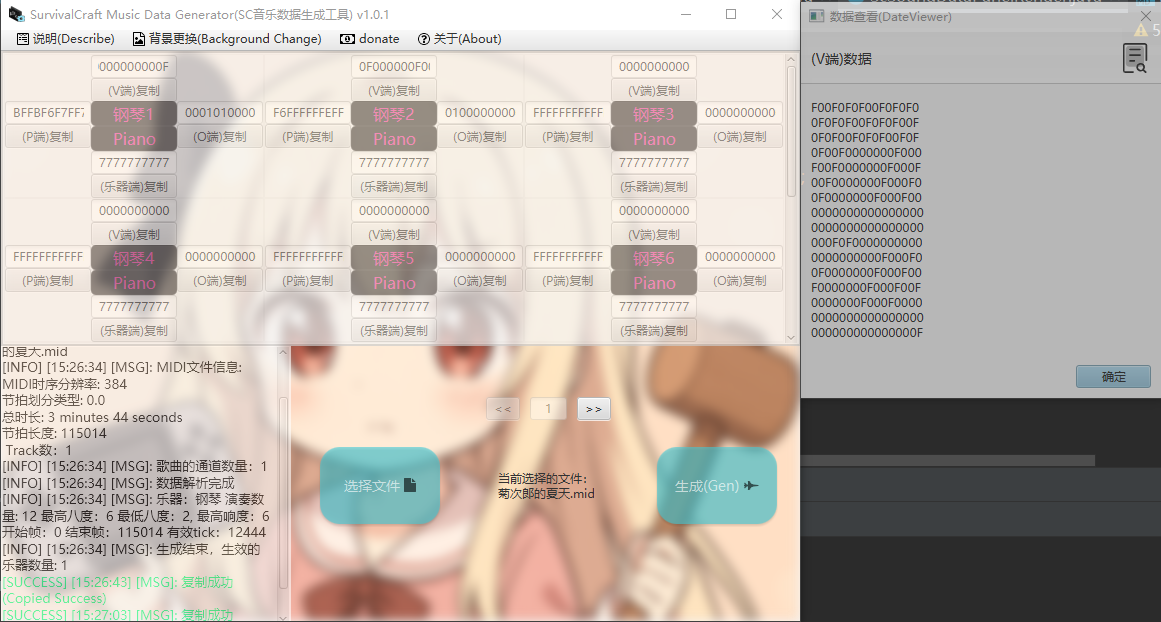 SurvivalCraft Music Data Generator(SC音乐数据生成工具) v1.0.1
说明(Describe) 背景更换(Background Change) donate 关于(About)
000000000F 0F000000F0 0000000000
(V端)复制 (V端)复制 (V端)复制
BFFBF6F7FF7 钢琴1 0001010000 F6FFFFFFFEFF 钢琴2 0100000000 FFFFFFFFFFF 钢琴3 0000000000
(P端)复制 Piano (O端)复制 (P端)复制 Piano (O端)复制 (P端)复制 Piano (O端)复制
7777777777 7777777777 7777777777
(乐器端)复制 (乐器端)复制 (乐器端)复制
0000000000 0000000000 0000000000
(V端)复制 (V端)复制 (V端)复制
FFFFFFFFFFF 钢琴4 0000000000 FFFFFFFFFFF 钢琴5 0000000000 FFFFFFFFFFF 钢琴6 0000000000
(P端)复制 Piano (O端)复制 (P端)复制 Piano (O端)复制 (P端)复制 Piano (O端)复制
7777777777 7777777777 7777777777
(乐器端)复制 (乐器端)复制 (乐器端)复制
的夏天.mid
[INFO] [15:26:34] [MSG]: MIDI文件信息:
MIDI时序分辨率: 384
节拍划分类型: 0.0
总时长: 3 minutes 44 seconds
节拍长度: 115014
Track数：1
[INFO] [15:26:34] [MSG]: 歌曲的通道数量：1
[INFO] [15:26:34] [MSG]: 数据解析完成
[INFO] [15:26:34] [MSG]: 乐器：钢琴 演奏数
量: 12 最高八度：6 最低八度：2, 最高响度：6
开始帧：0 结束帧：115014 有效tick：12444
[INFO] [15:26:34] [MSG]: 生成结束，生效的
乐器数量: 1
[SUCCESS] [15:26:43] [MSG]: 复制成功
(Copied Success)
[SUCCESS] [15:27:03] [MSG]: 复制成功
<< 1 >>
选择文件
当前选择的文件:
菊次郎的夏天.mid
生成(Gen)
数据查看(DateViewer)
5
(V端)数据
F00F0F0F00F0F0F0
0F0F0F00F0F0F00F
0F0F00F0F0F00F0F
0F00F0000000F000
F00F0000000F000F
00F0000000F000F0
0F0000000F000F00
0000000000000000
0000000000000000
000F0F0000000000
0000000000F000F0
0F0000000F000F00
F0000000F000F00F
0000000F000F0000
0000000000000000
000000000000000F
确定